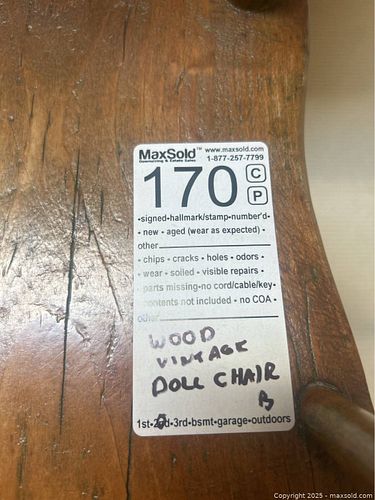 MaxSold™ www.maxsold.com
Downsizing & Estate Sales 1-877-257-7799
170 C
P
•signed•hallmark/stamp•number'd•
• new • aged (wear as expected) •
other
• chips • cracks • holes • odors •
• wear • soiled • visible repairs •
• parts missing•no cord/cable/key•
contents not included • no COA •
other
WOOD
VINTAGE
DOLL CHAIR
B
1st•2nd•3rd•bsmt•garage•outdoors
Copyright 2025 - maxsold.com